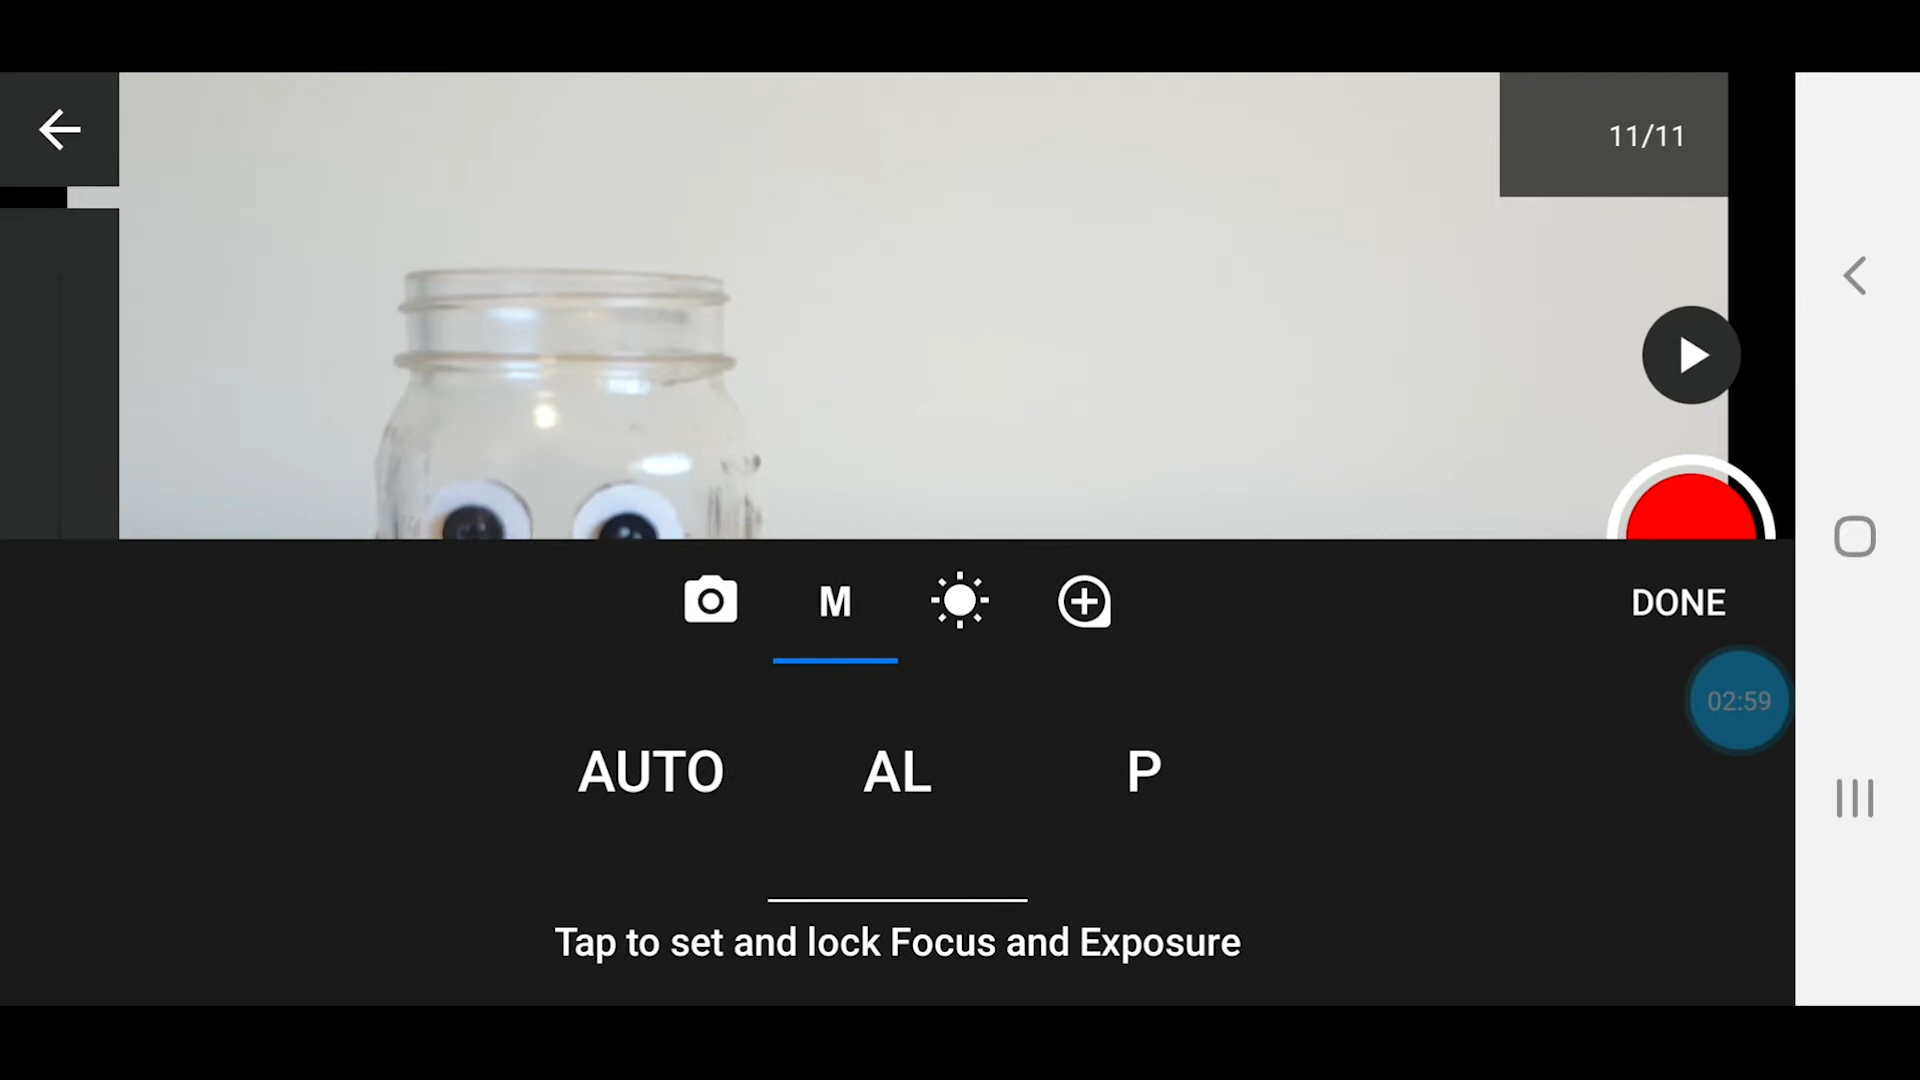 11/11
M
DONE
02:59
AUTO AL P
Tap to set and lock Focus and Exposure